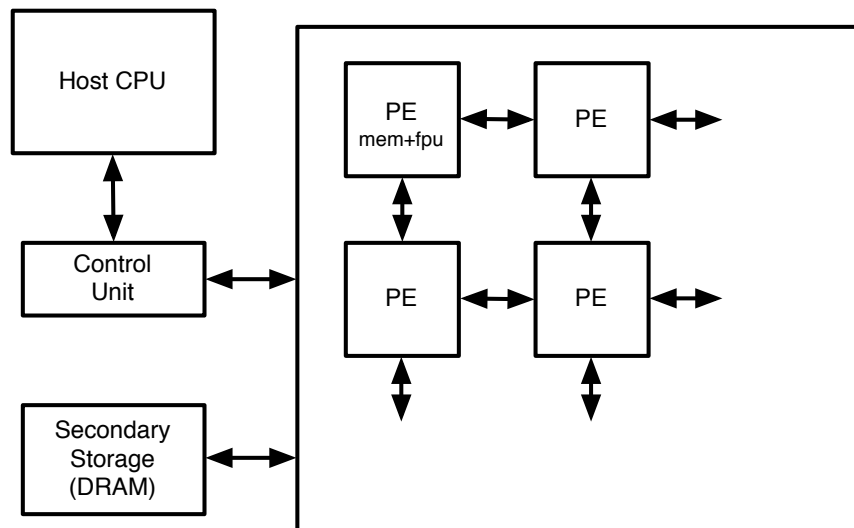 Host CPU
PE
mem+fpu
PE
Control
Unit
PE
PE
Secondary
Storage
(DRAM)